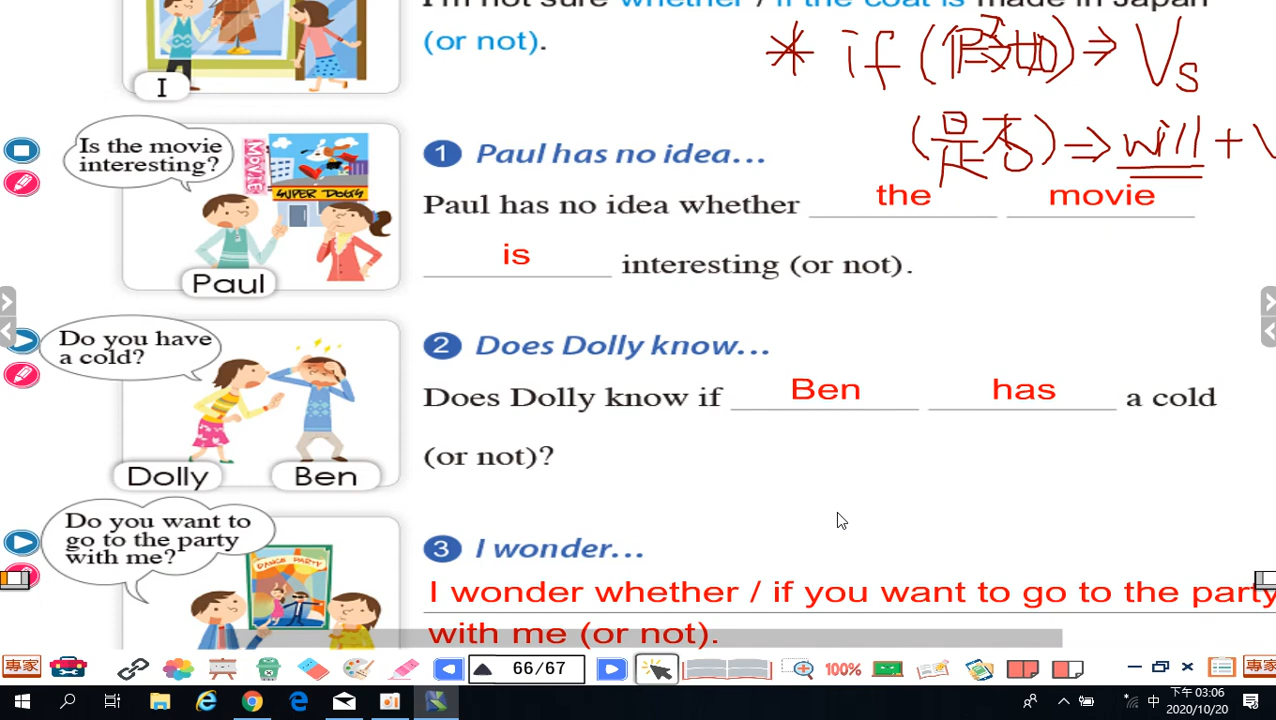 I'm not sure whether / if the coat is made in Japan
(or not).
I
* if (假如) ⇒ Vs
(是否) ⇒ will + V
Is the movie
interesting?
MOVIE
SUPER DOGS
Paul
1 Paul has no idea...
Paul has no idea whether the movie
is interesting (or not).
Do you have
a cold?
Dolly Ben
2 Does Dolly know...
Does Dolly know if Ben has a cold
(or not)?
Do you want to
go to the party
with me?
DANCE PARTY
3 I wonder...
I wonder whether / if you want to go to the party
with me (or not).
專家 66/67 100% 專家
中 下午 03:06
2020/10/20